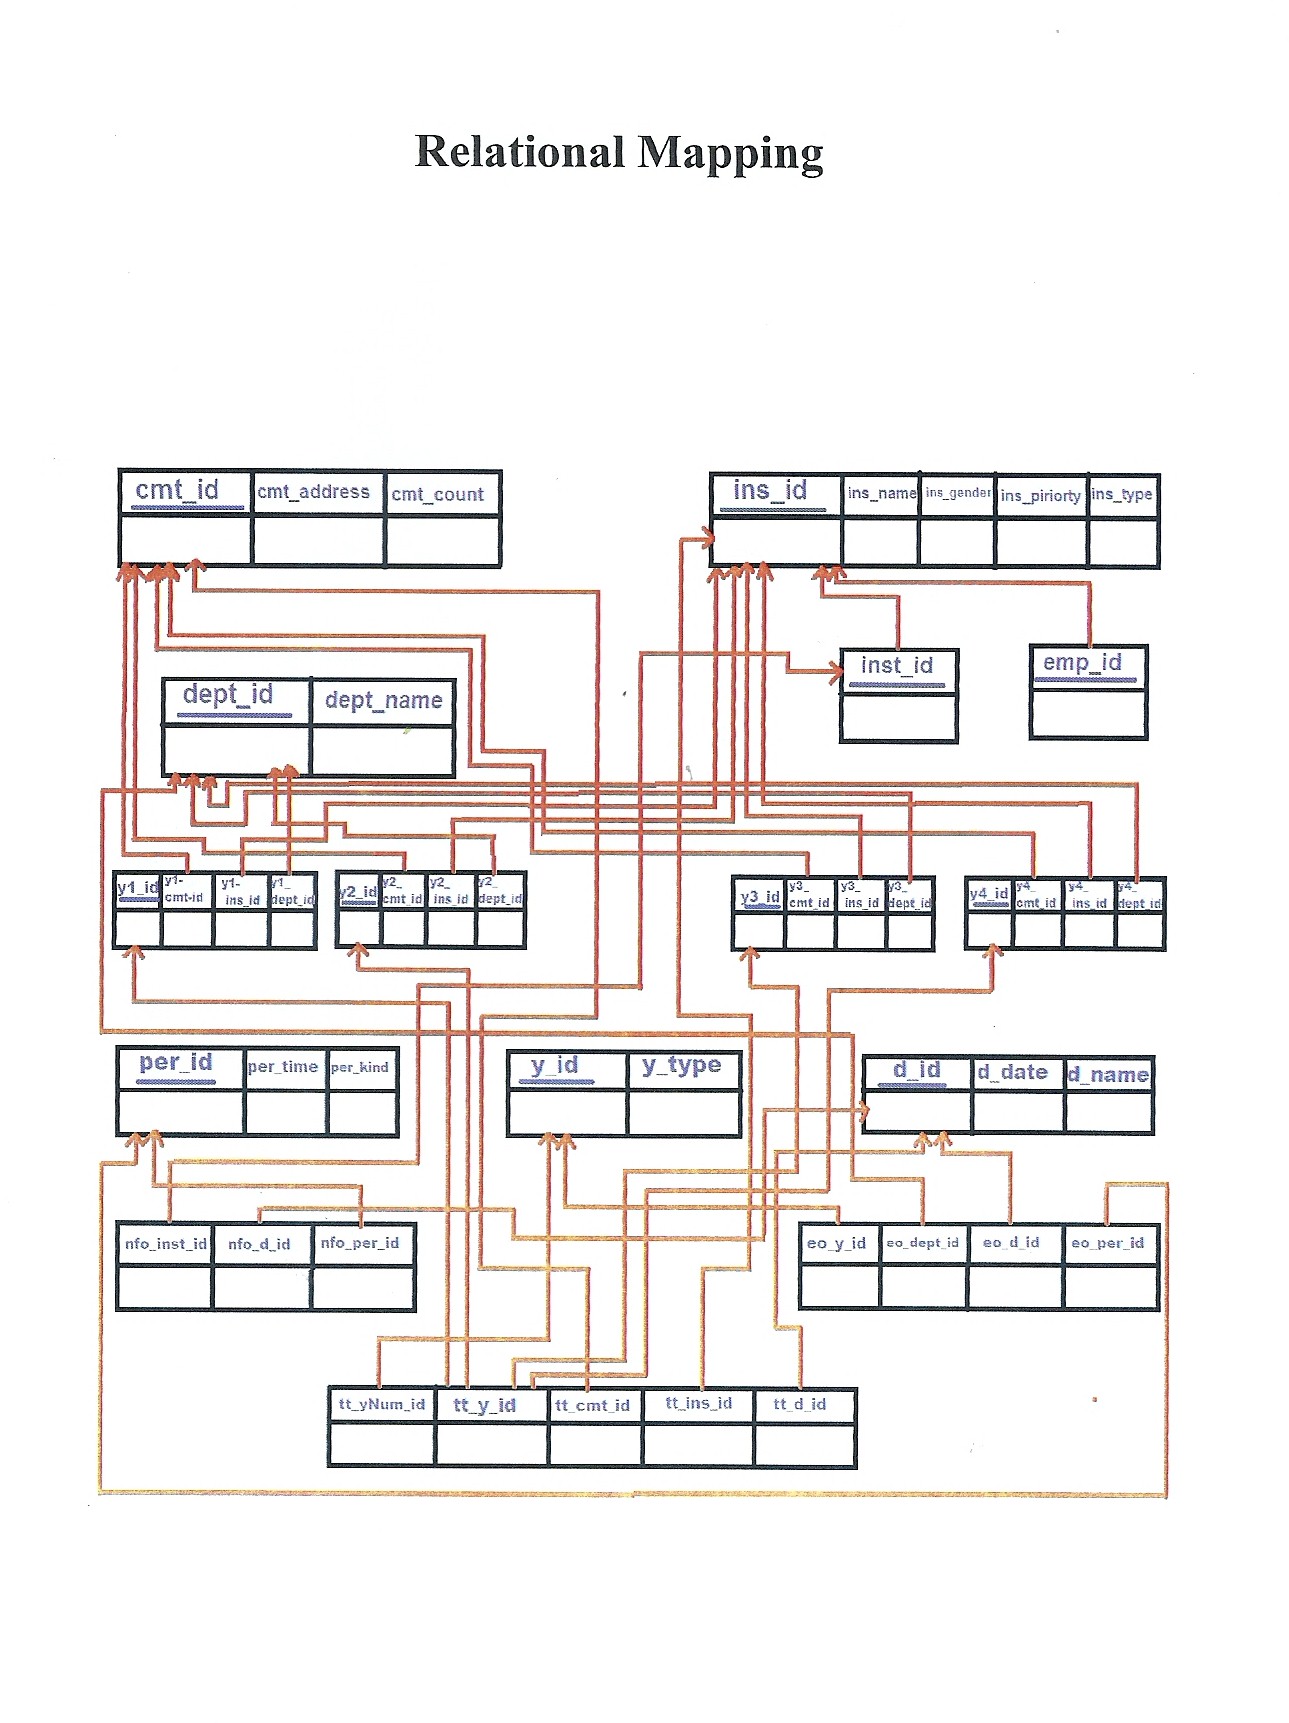 Relational Mapping
cmt_id cmt_address cmt_count
ins_id ins_name ins_gender ins_piriorty ins_type
inst_id
emp_id
dept_id dept_name
y1_id y1-cmt-id y1-ins_id y1_dept_id
y2_id y2_cmt_id y2_ins_id y2_dept_id
y3_id y3_cmt_id y3_ins_id y3_dept_id
y4_id y4_cmt_id y4_ins_id y4_dept_id
per_id per_time per_kind
y_id y_type
d_id d_date d_name
nfo_inst_id nfo_d_id nfo_per_id
eo_y_id eo_dept_id eo_d_id eo_per_id
tt_yNum_id tt_y_id tt_cmt_id tt_ins_id tt_d_id